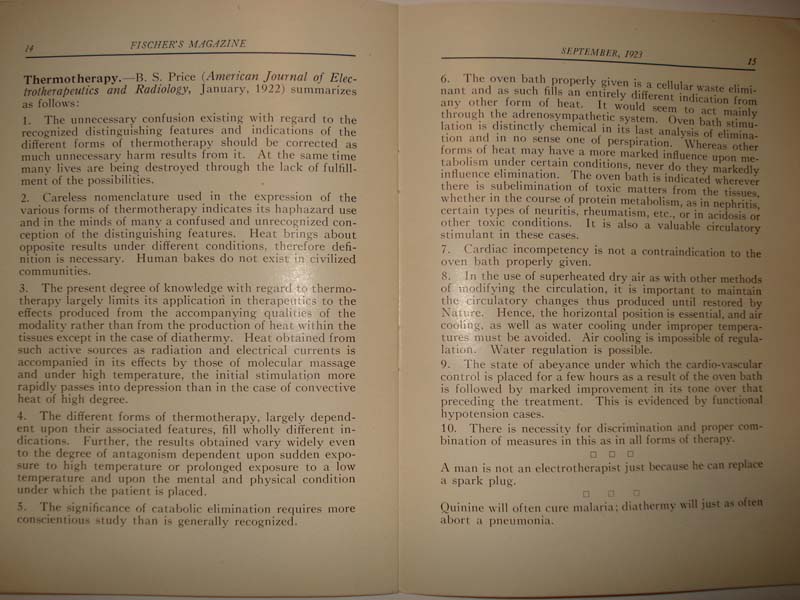 14
FISCHER'S MAGAZINE
Thermotherapy.—B. S. Price (American Journal of Elec-
trotherapeutics and Radiology, January, 1922) summarizes
as follows:
1. The unnecessary confusion existing with regard to the
recognized distinguishing features and indications of the
different forms of thermotherapy should be corrected as
much unnecessary harm results from it. At the same time
many lives are being destroyed through the lack of fulfill-
ment of the possibilities.
2. Careless nomenclature used in the expression of the
various forms of thermotherapy indicates its haphazard use
and in the minds of many a confused and unrecognized con-
ception of the distinguishing features. Heat brings about
opposite results under different conditions, therefore defi-
nition is necessary. Human bakes do not exist in civilized
communities.
3. The present degree of knowledge with regard to thermo-
therapy largely limits its application in therapeutics to the
effects produced from the accompanying qualities of the
modality rather than from the production of heat within the
tissues except in the case of diathermy. Heat obtained from
such active sources as radiation and electrical currents is
accompanied in its effects by those of molecular massage
and under high temperature, the initial stimulation more
rapidly passes into depression than in the case of convective
heat of high degree.
4. The different forms of thermotherapy, largely depend-
ent upon their associated features, fill wholly different in-
dications. Further, the results obtained vary widely even
to the degree of antagonism dependent upon sudden expo-
sure to high temperature or prolonged exposure to a low
temperature and upon the mental and physical condition
under which the patient is placed.
5. The significance of catabolic elimination requires more
conscientious study than is generally recognized.
SEPTEMBER, 1923
15
6. The oven bath properly given is a cellular waste elimi-
nant and as such fills an entirely different indication from
any other form of heat. It would seem to act mainly
through the adrenosympathetic system. Oven bath stimu-
lation is distinctly chemical in its last analysis of elimina-
tion and in no sense one of perspiration. Whereas other
forms of heat may have a more marked influence upon me-
tabolism under certain conditions, never do they markedly
influence elimination. The oven bath is indicated wherever
there is subelimination of toxic matters from the tissues,
whether in the course of protein metabolism, as in nephritis,
certain types of neuritis, rheumatism, etc., or in acidosis or
other toxic conditions. It is also a valuable circulatory
stimulant in these cases.
7. Cardiac incompetency is not a contraindication to the
oven bath properly given.
8. In the use of superheated dry air as with other methods
of modifying the circulation, it is important to maintain
the circulatory changes thus produced until restored by
Nature. Hence, the horizontal position is essential, and air
cooling, as well as water cooling under improper tempera-
tures must be avoided. Air cooling is impossible of regula-
lation. Water regulation is possible.
9. The state of abeyance under which the cardio-vascular
control is placed for a few hours as a result of the oven bath
is followed by marked improvement in its tone over that
preceding the treatment. This is evidenced by functional
hypotension cases.
10. There is necessity for discrimination and proper com-
bination of measures in this as in all forms of therapy.
□ □ □
A man is not an electrotherapist just because he can replace
a spark plug.
□ □ □
Quinine will often cure malaria; diathermy will just as often
abort a pneumonia.